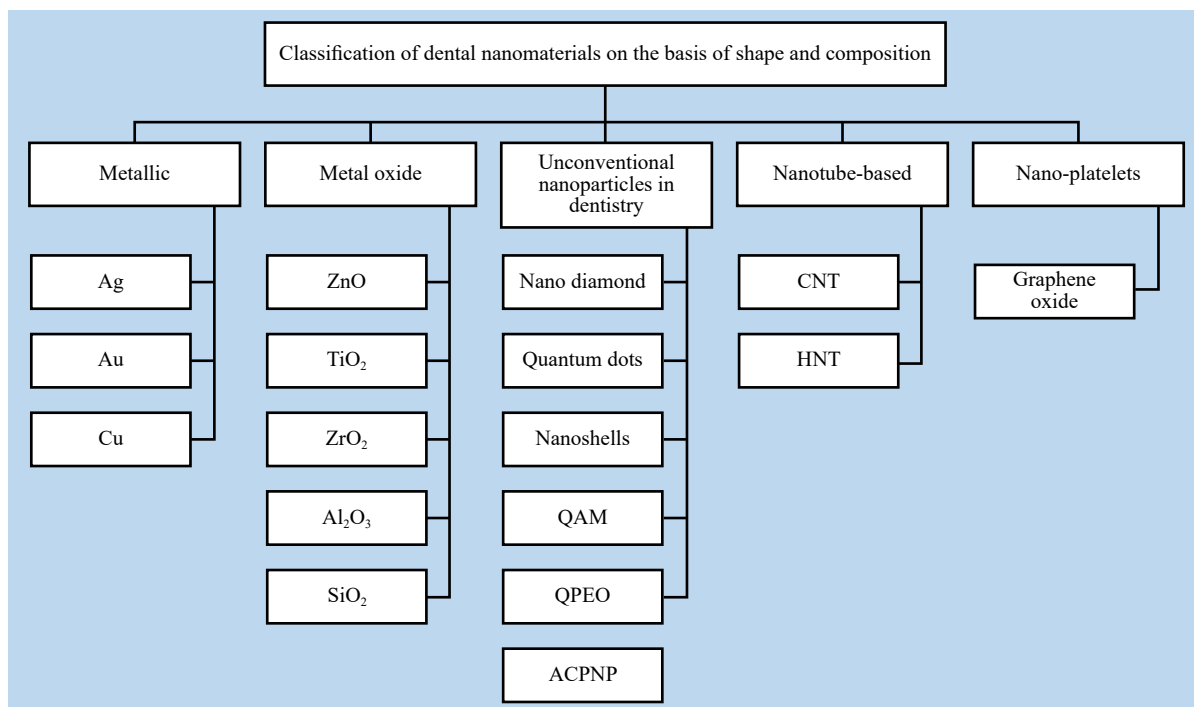 Classification of dental nanomaterials on the basis of shape and composition
Metallic
Ag
Au
Cu
Metal oxide
ZnO
TiO₂
ZrO₂
Al₂O₃
SiO₂
Unconventional
nanoparticles in
dentistry
Nano diamond
Quantum dots
Nanoshells
QAM
QPEO
ACPNP
Nanotube-based
CNT
HNT
Nano-platelets
Graphene
oxide